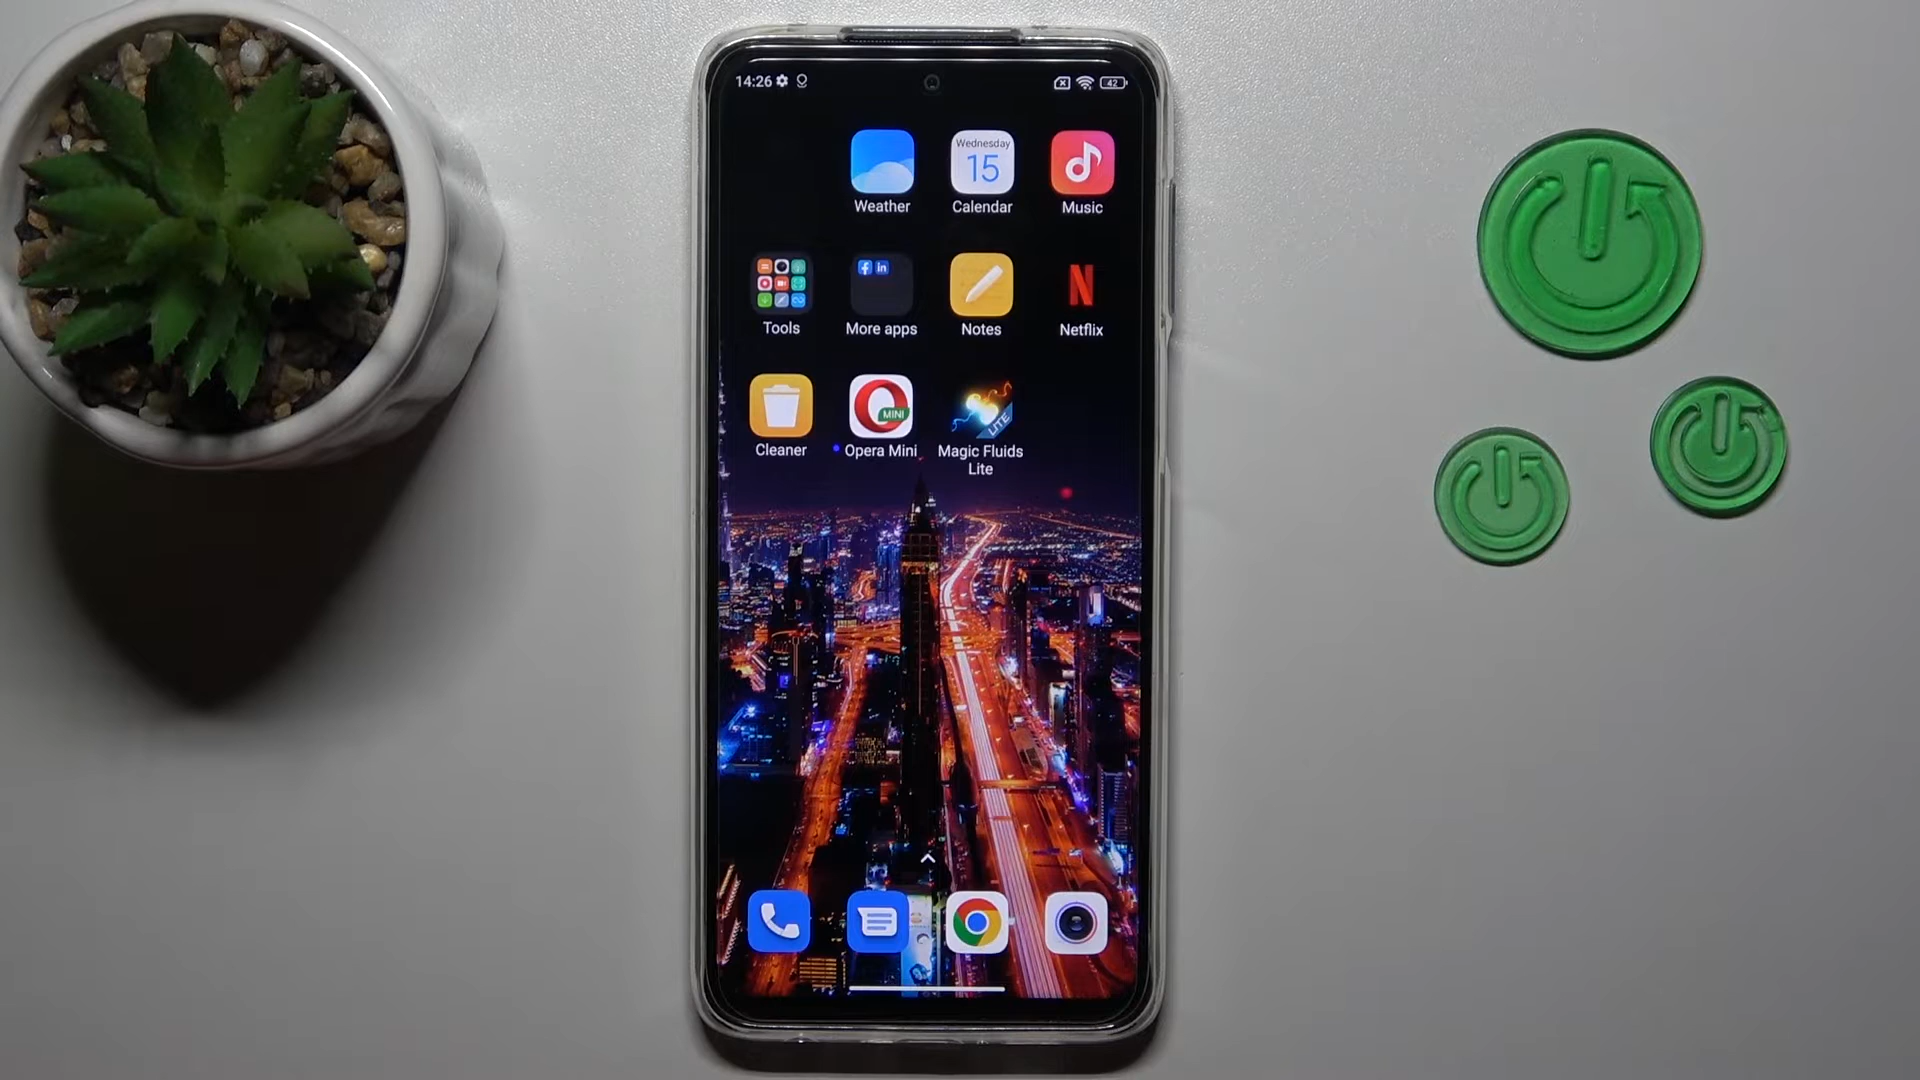 14:26
42
Wednesday
15
Weather
Calendar
Music
in
N
Tools
More apps
Notes
Netflix
MINI
LITE
Cleaner
Opera Mini
Magic Fluids
Lite